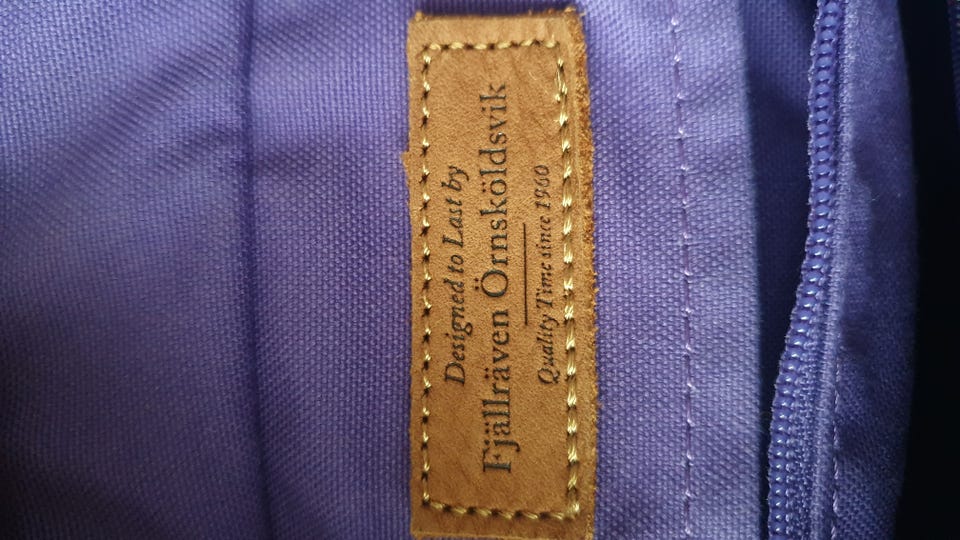 Designed to Last by
Fjällräven Örnsköldsvik
Quality Time since 1960